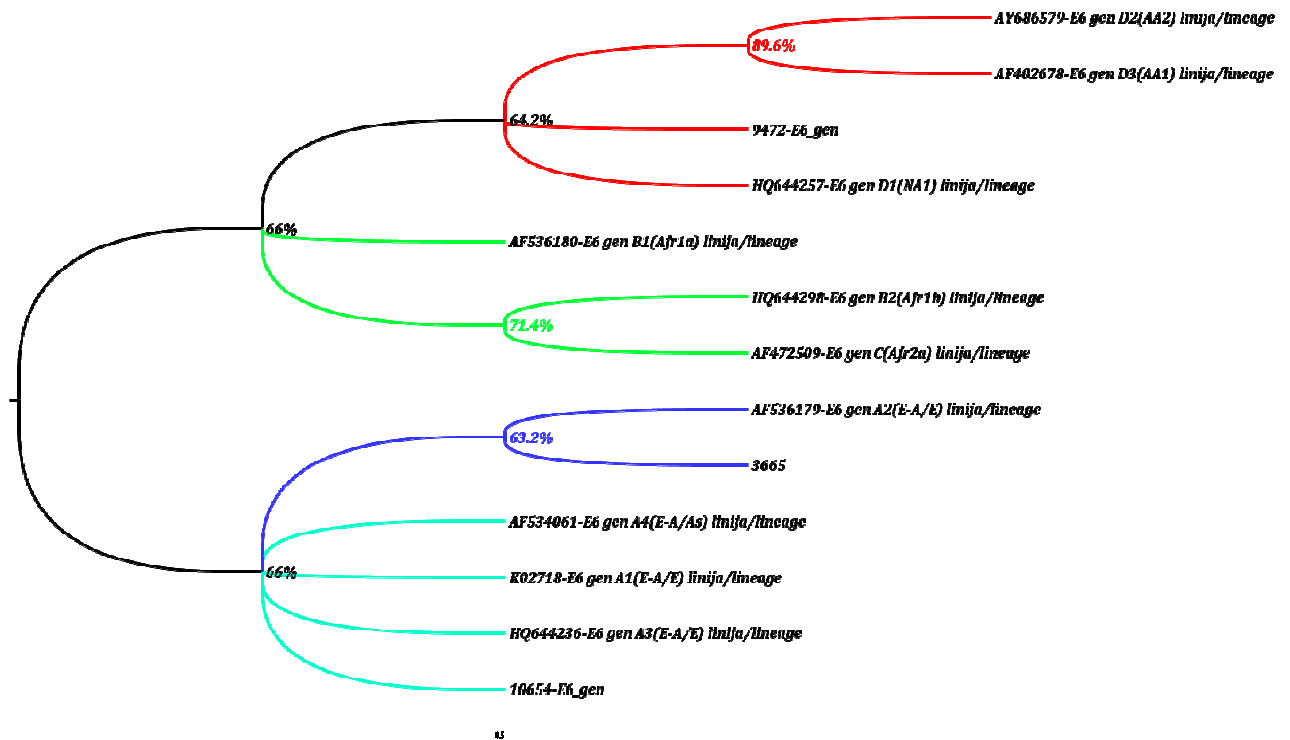 AY686579-E6 gen D2(AA2) linija/lineage
89.6%
AF402678-E6 gen D3(AA1) linija/lineage
64.2%
9472-E6_gen
HQ644257-E6 gen D1(NA1) linija/lineage
66%
AF536180-E6 gen B1(Afr1a) linija/lineage
HQ644298-E6 gen B2(Afr1b) linija/lineage
71.4%
AF472509-E6 gen C(Afr2a) linija/lineage
AF536179-E6 gen A2(E-A/E) linija/lineage
63.2%
3665
AF534061-E6 gen A4(E-A/As) linija/lineage
66%
K02718-E6 gen A1(E-A/E) linija/lineage
HQ644236-E6 gen A3(E-A/E) linija/lineage
10654-E6_gen